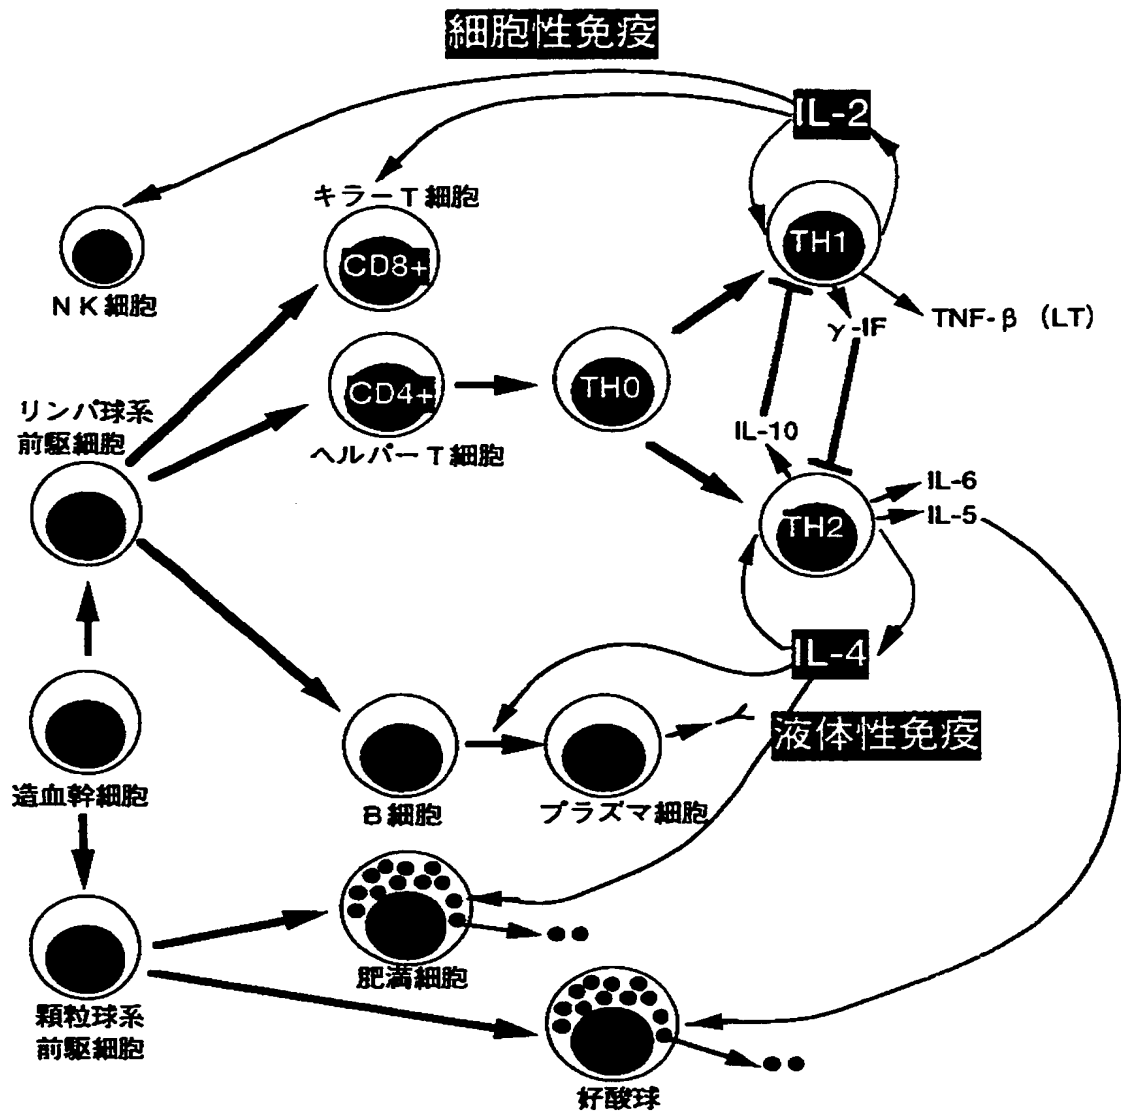 細胞性免疫
IL-2
キラーT細胞
CD8+
TH1
NK細胞
TNF-β (LT)
γ-IF
CD4+
TH0
リンパ球系
前駆細胞
ヘルパーT細胞
IL-10
IL-6
IL-5
TH2
IL-4
液体性免疫
造血幹細胞
B細胞
プラズマ細胞
肥満細胞
顆粒球系
前駆細胞
好酸球